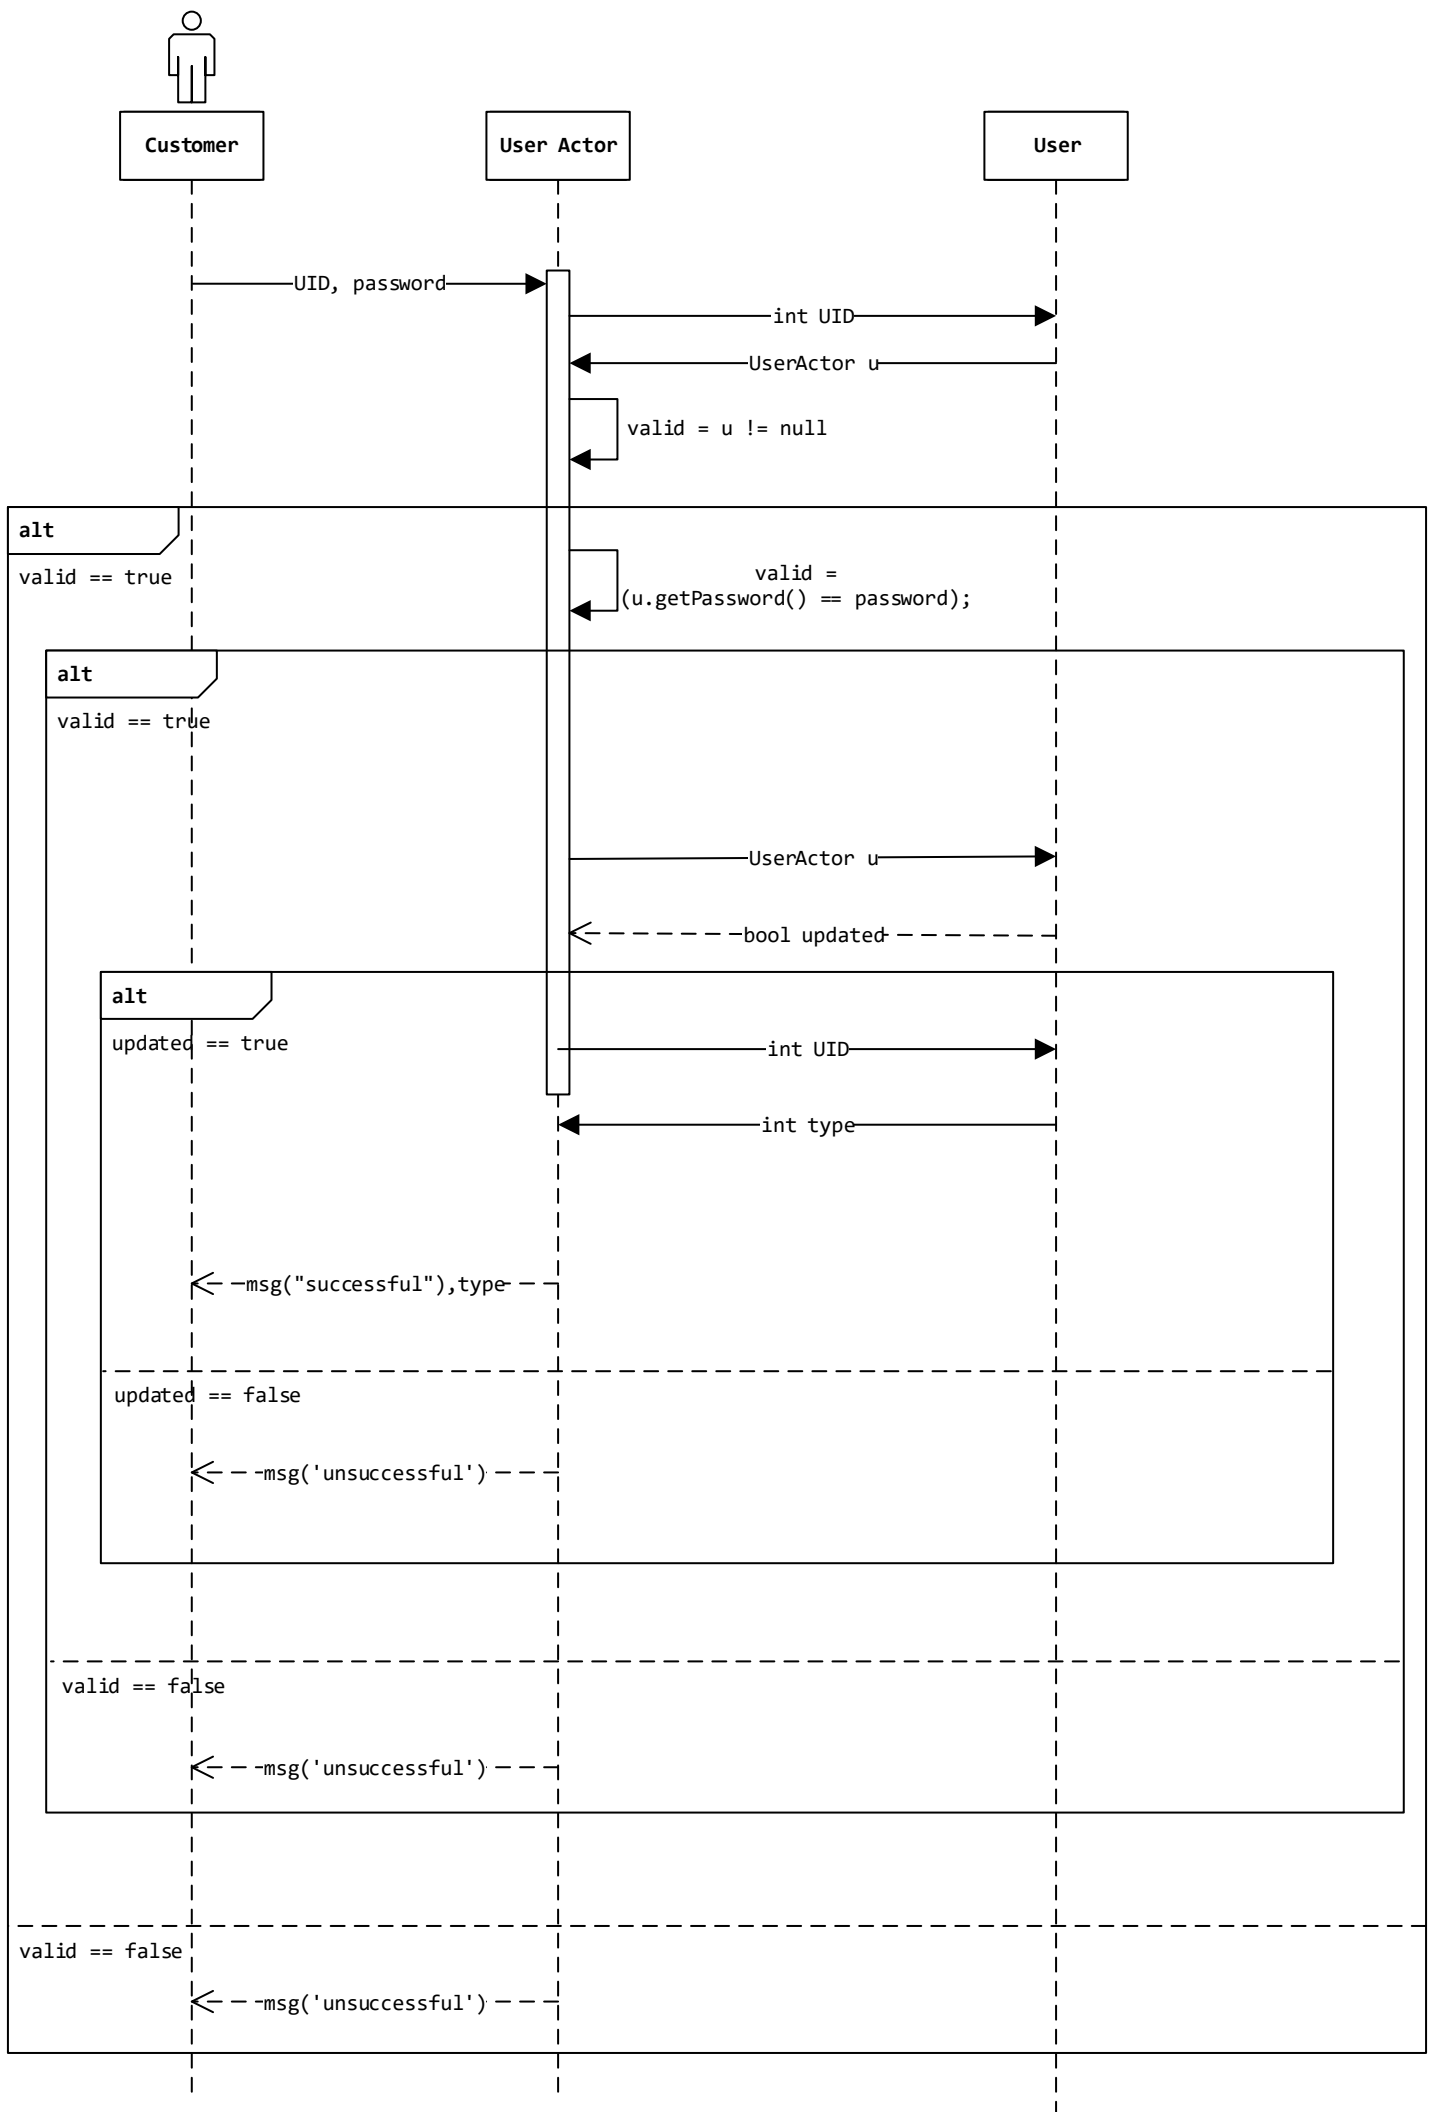 Customer
User Actor
User
UID, password
int UID
UserActor u
valid = u != null
alt
valid == true
valid =
(u.getPassword() == password);
alt
valid == true
UserActor u
bool updated
alt
updated == true
int UID
int type
msg("successful"),type
updated == false
msg('unsuccessful')
valid == false
msg('unsuccessful')
valid == false
msg('unsuccessful')